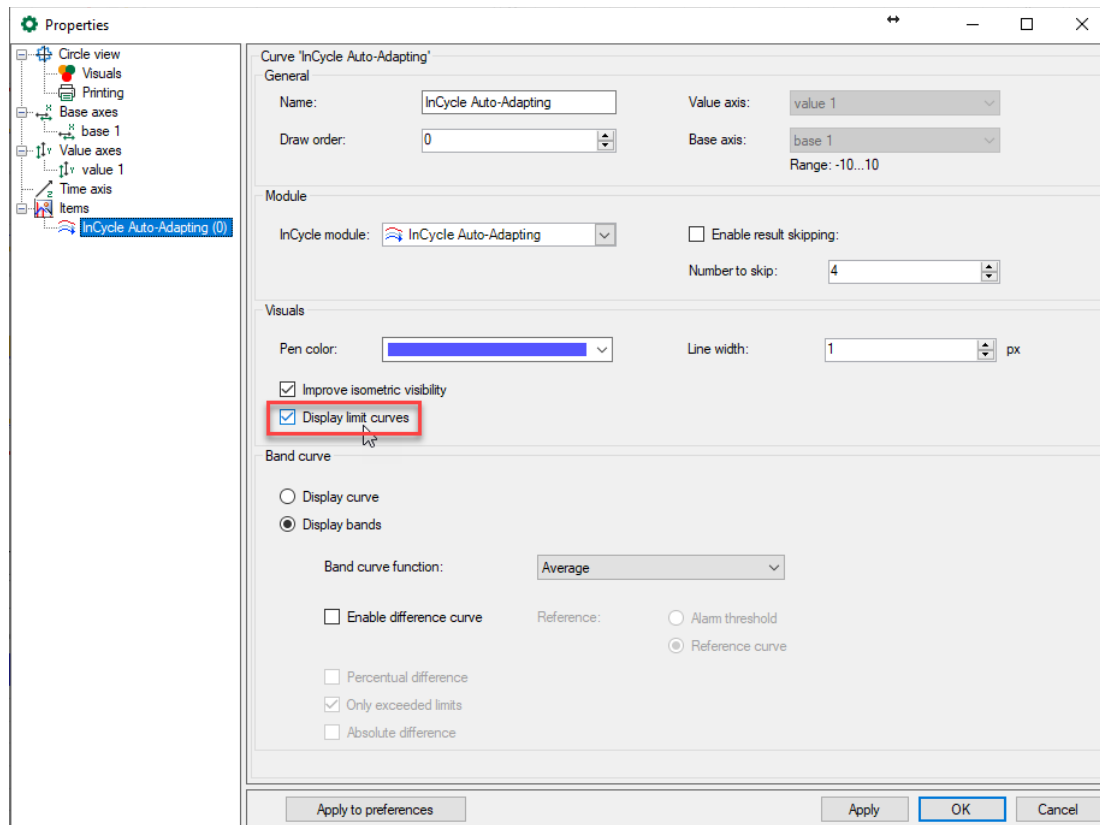 Properties
Circle view
Visuals
Printing
Base axes
base 1
Value axes
value 1
Time axis
Items
InCycle Auto-Adapting (0)
Curve 'InCycle Auto-Adapting'
General
Name: InCycle Auto-Adapting Value axis: value 1
Draw order: 0 Base axis: base 1
Range: -10...10
Module
InCycle module: InCycle Auto-Adapting Enable result skipping:
Number to skip: 4
Visuals
Pen color: Line width: 1 px
Improve isometric visibility
Display limit curves
Band curve
Display curve
Display bands
Band curve function: Average
Enable difference curve Reference: Alarm threshold
Reference curve
Percentual difference
Only exceeded limits
Absolute difference
Apply to preferences Apply OK Cancel